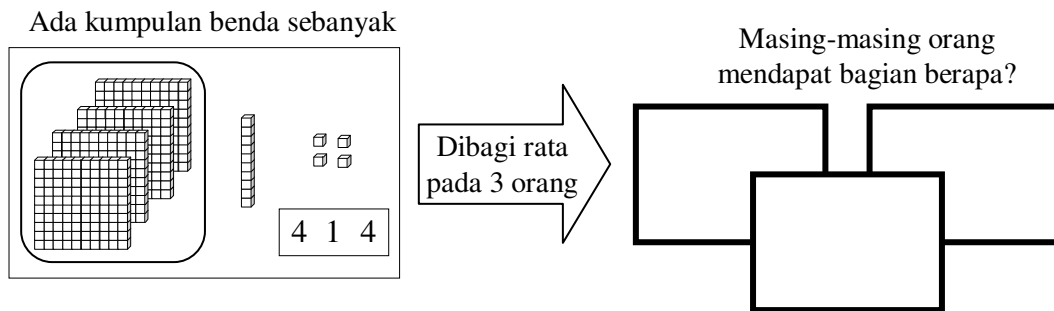 Ada kumpulan benda sebanyak
4 1 4
Dibagi rata
pada 3 orang
Masing-masing orang
mendapat bagian berapa?